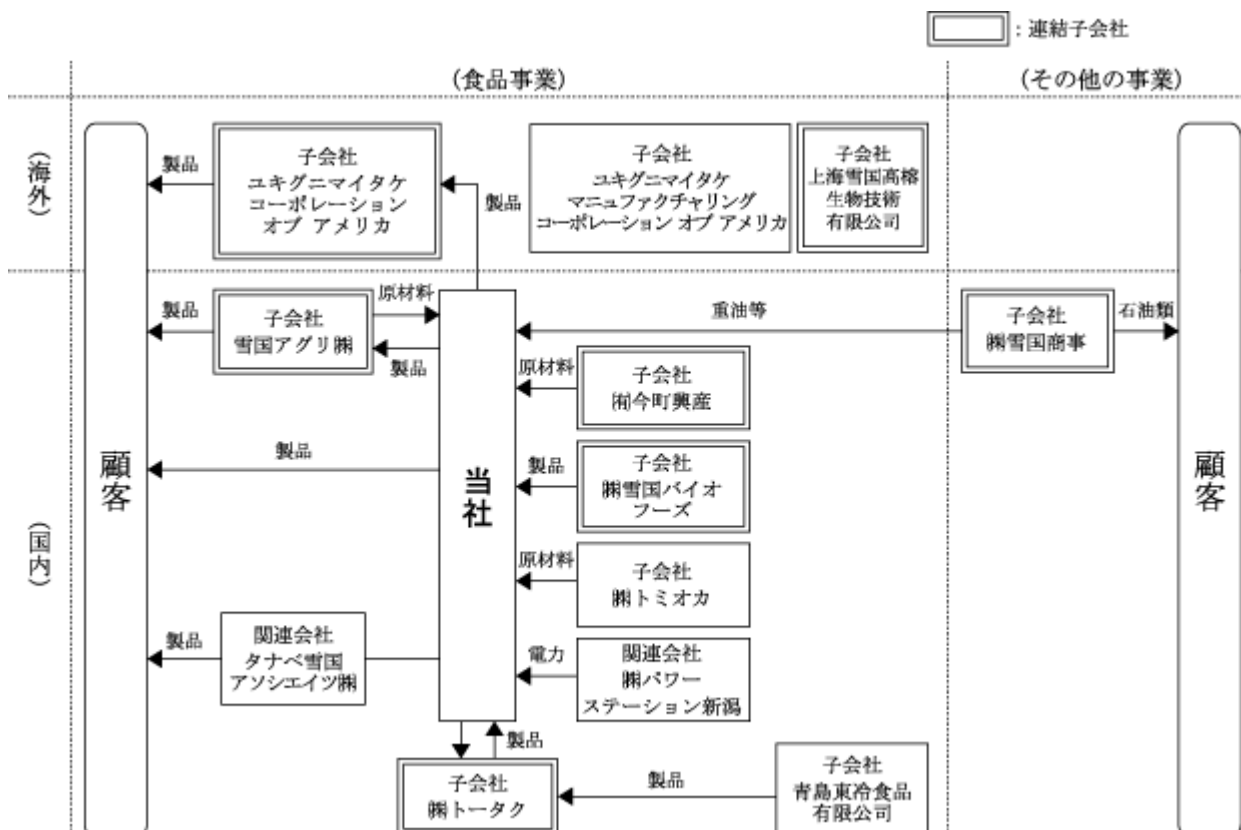 ：連結子会社
(食品事業)
(その他の事業)
(海外)
子会社
ユキグニマイタケ
コーポレーション
オブ アメリカ
製品
製品
子会社
ユキグニマイタケ
マニュファクチャリング
コーポレーション オブ アメリカ
子会社
上海雪国高榕
生物技術
有限公司
(国内)
顧客
製品
子会社
雪国アグリ㈱
原材料
製品
当社
重油等
子会社
㈱雪国商事
石油類
顧客
原材料
子会社
㈲今町興産
製品
製品
子会社
㈱雪国バイオ
フーズ
原材料
子会社
㈱トミオカ
製品
関連会社
タナベ雪国
アソシエイツ㈱
電力
関連会社
㈱パワー
ステーション新潟
製品
子会社
㈱トータク
製品
子会社
青島東冷食品
有限公司